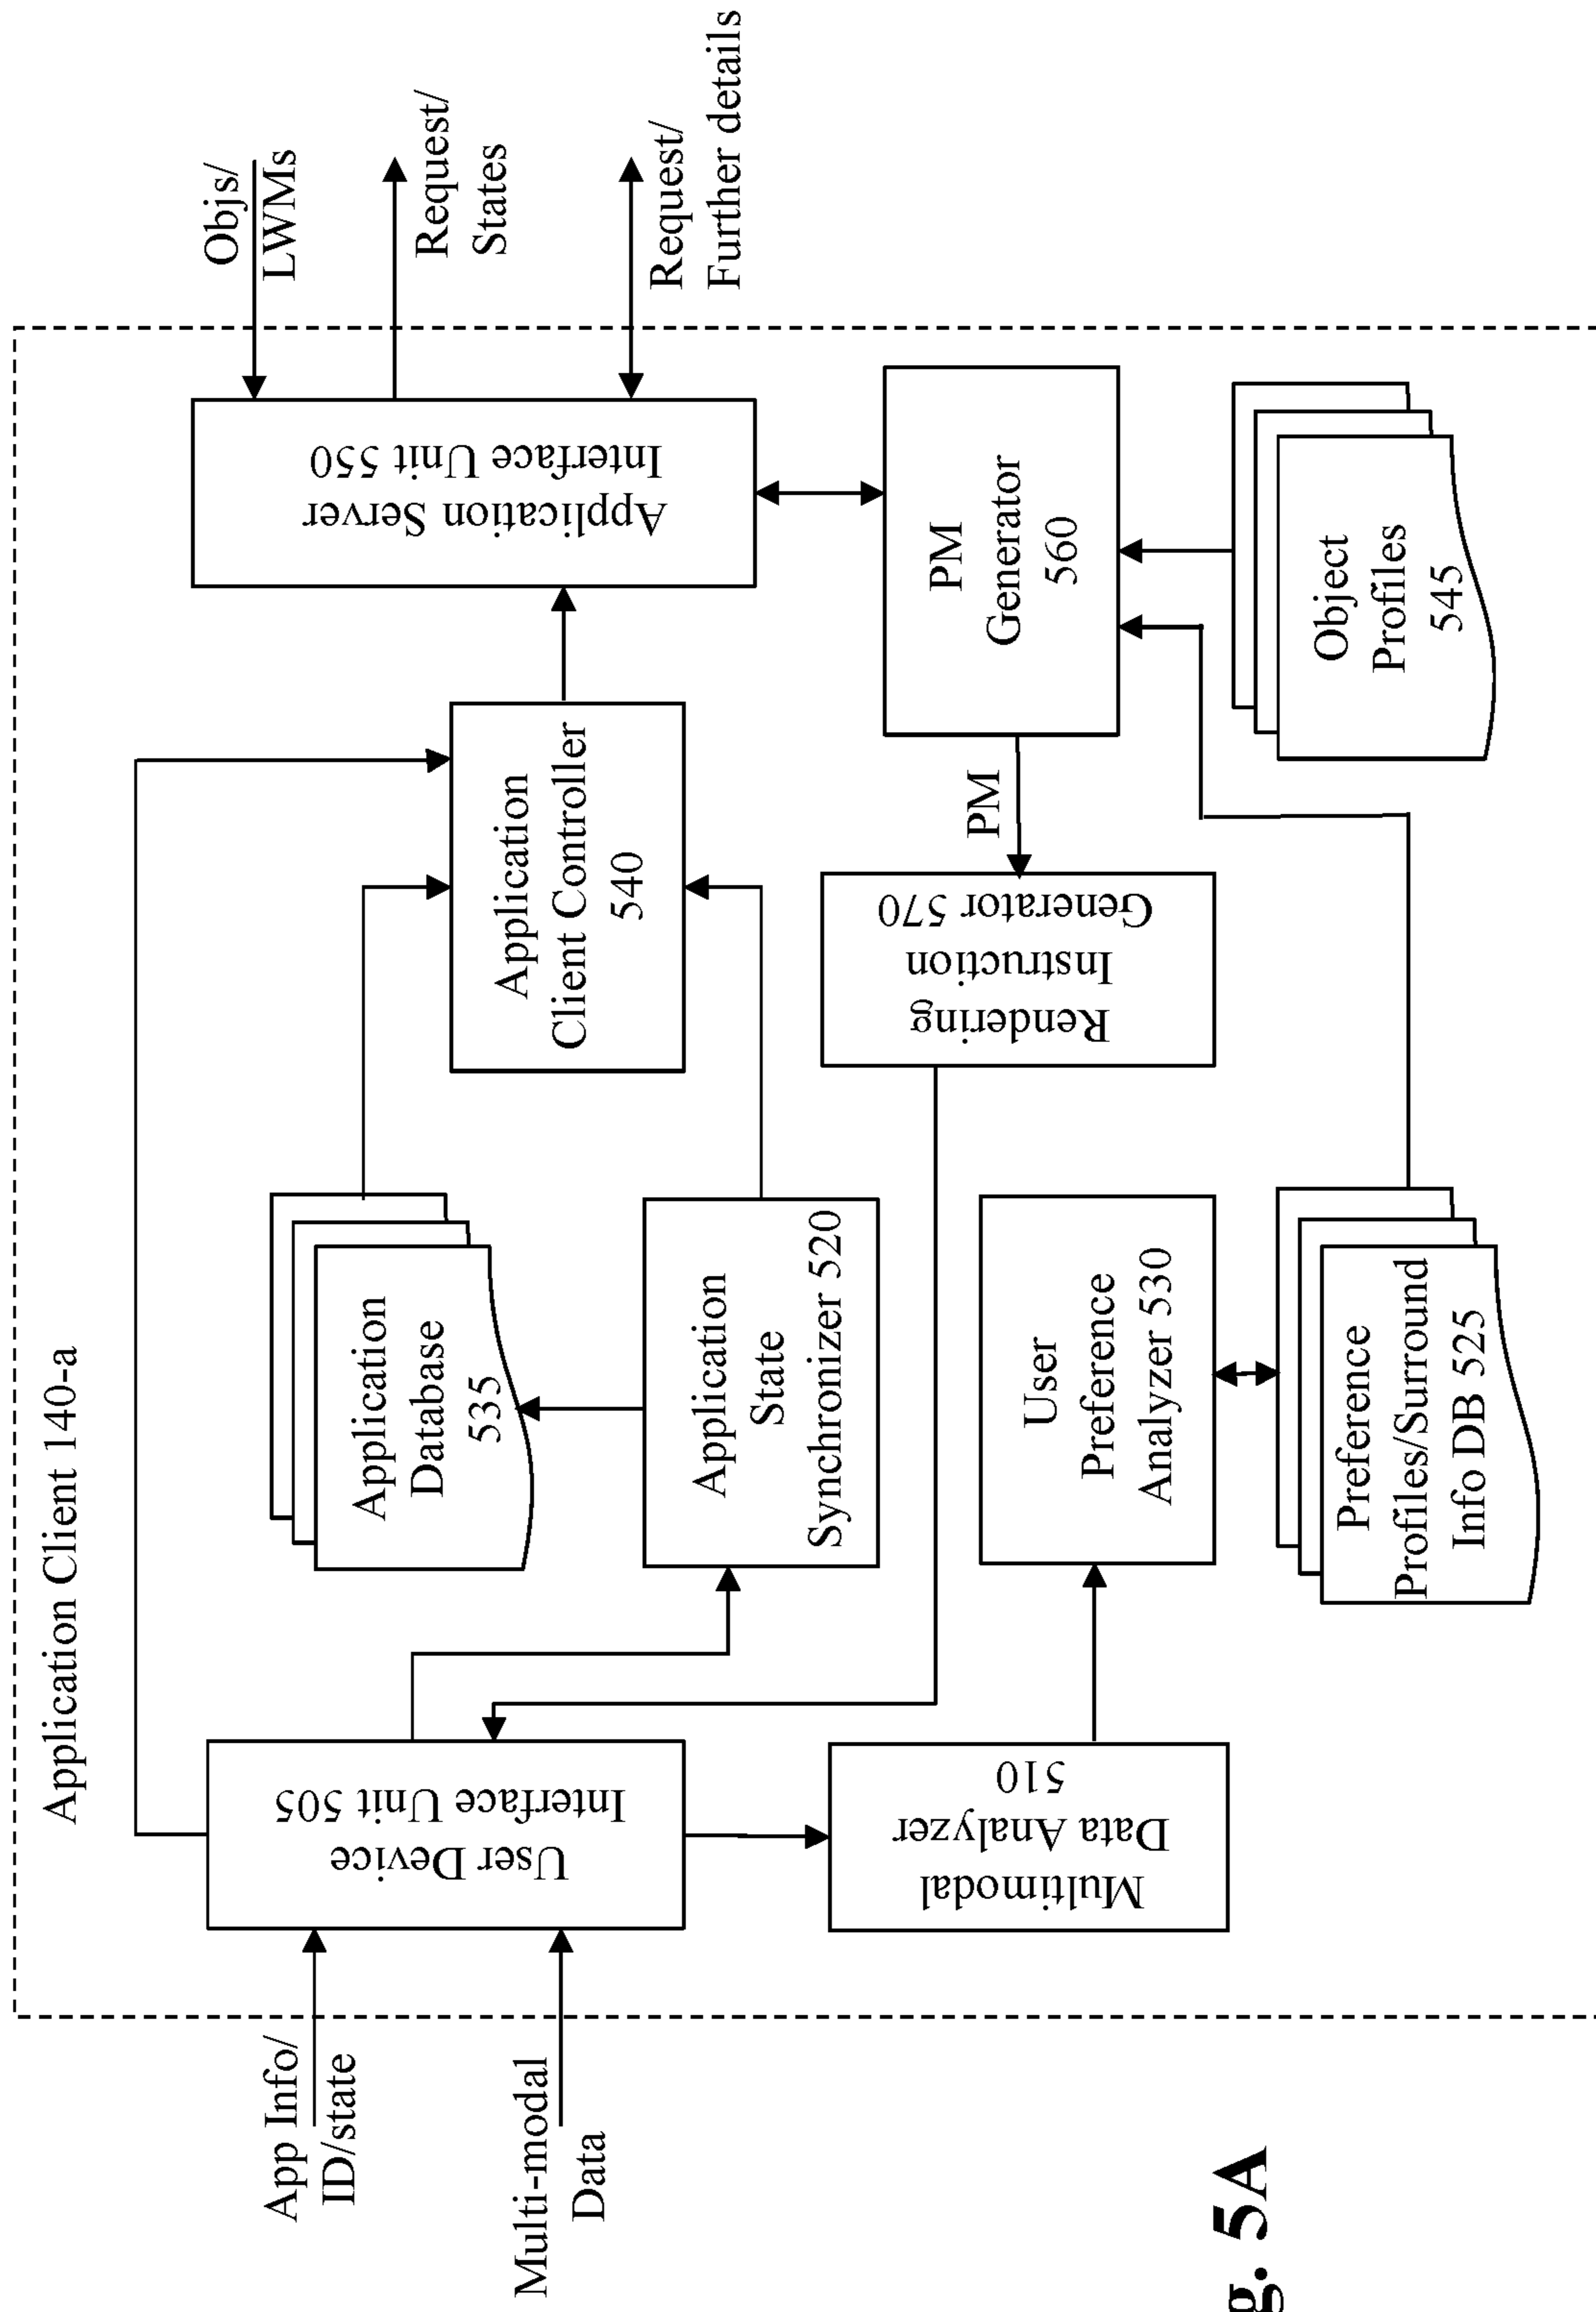 Application Client 140-a
App Info/
ID/state
Multi-modal
Data
User Device
Interface Unit 505
Multimodal
Data Analyzer
510
Application
Database
535
Application
State
Synchronizer 520
User
Preference
Analyzer 530
Preference
Profiles/Surround
Info DB 525
Application
Client Controller
540
Rendering
Instruction
Generator 570
PM
Application Server
Interface Unit 550
PM
Generator
560
Object
Profiles
545
Objs/
LWMs
Request/
States
Request/
Further details
g. 5A